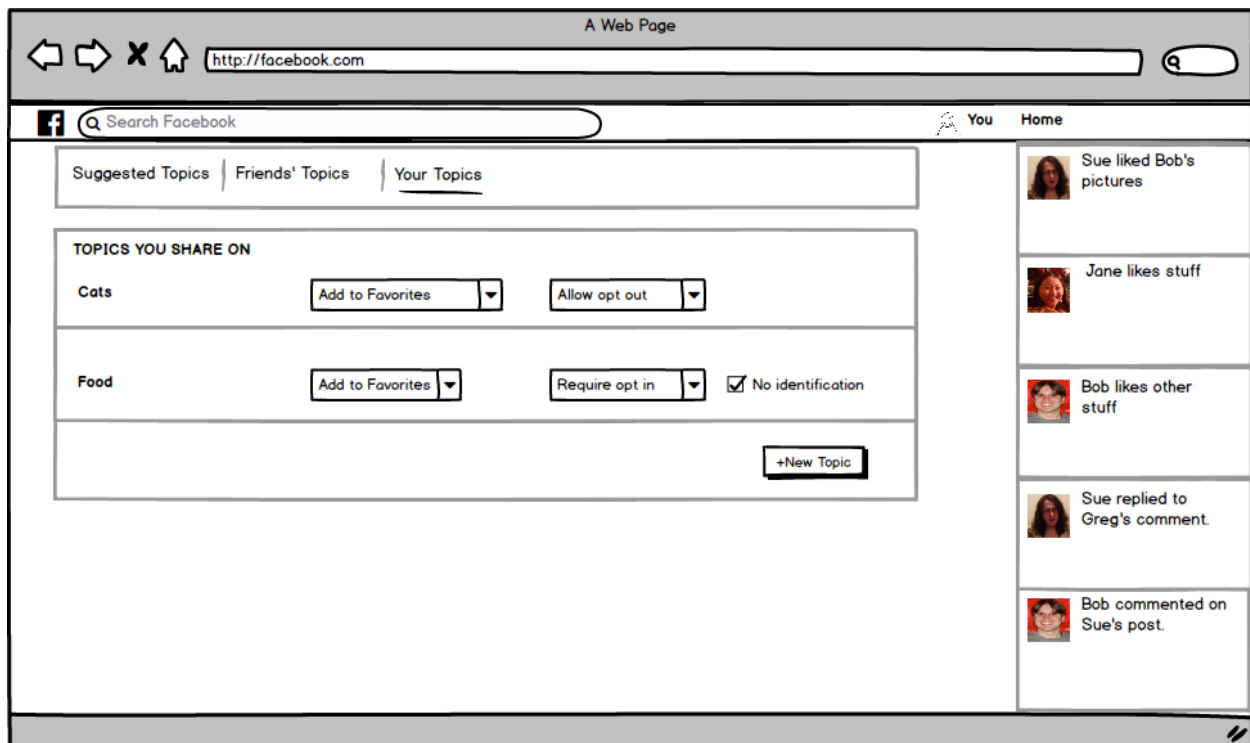 A Web Page
http://facebook.com
Search Facebook
You Home
Suggested Topics Friends' Topics Your Topics
TOPICS YOU SHARE ON
Cats Add to Favorites Allow opt out
Food Add to Favorites Require opt in No identification
+New Topic
Sue liked Bob's
pictures
Jane likes stuff
Bob likes other
stuff
Sue replied to
Greg's comment.
Bob commented on
Sue's post.